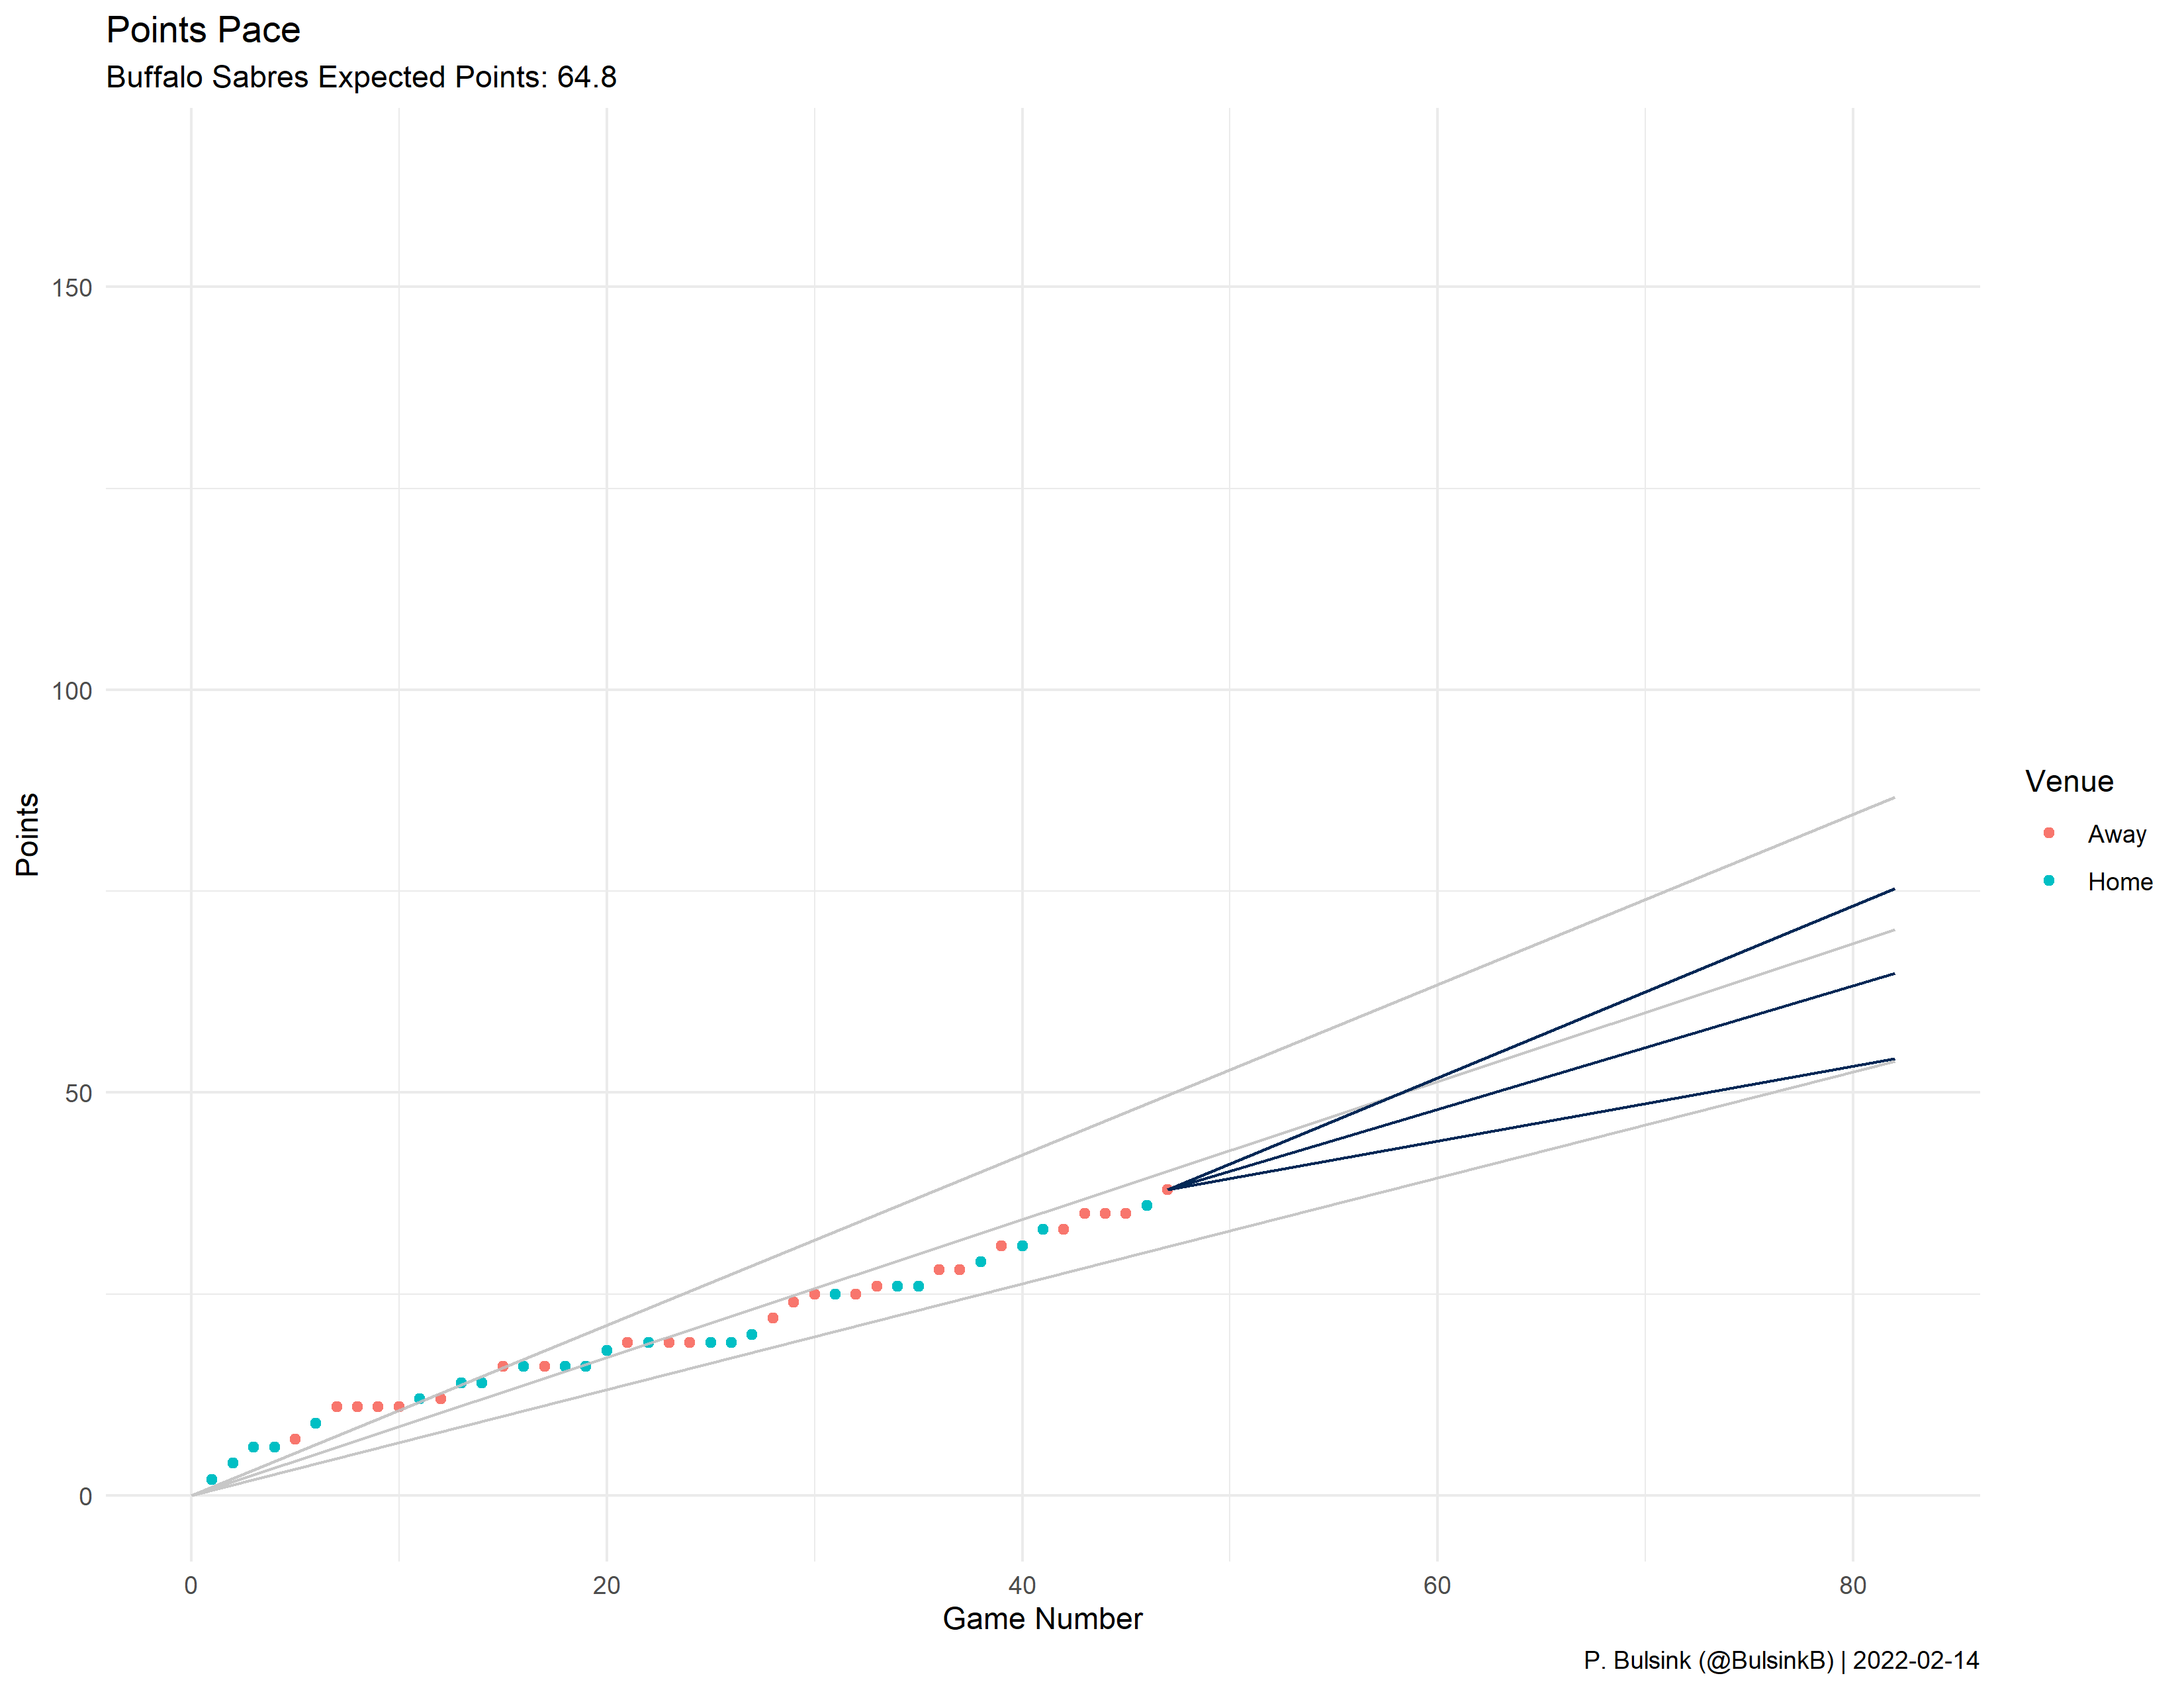 Points Pace
Buffalo Sabres Expected Points: 64.8
150
100
50
0
Points
0 20 40 60 80
Game Number
Venue
Away
Home
P. Bulsink (@BulsinkB) | 2022-02-14